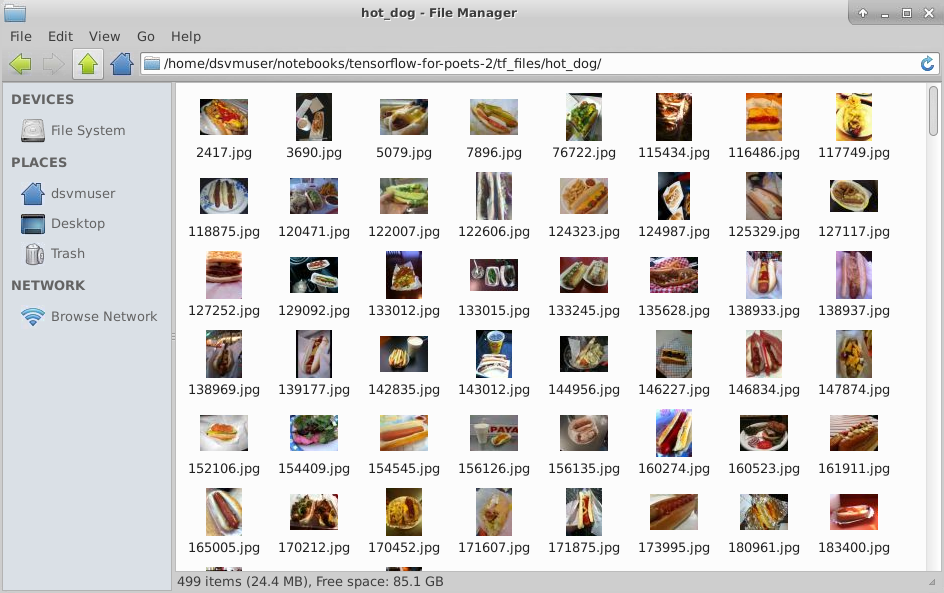 hot_dog - File Manager
File Edit View Go Help
/home/dsvmuser/notebooks/tensorflow-for-poets-2/tf_files/hot_dog/
DEVICES
File System
PLACES
dsvmuser
Desktop
Trash
NETWORK
Browse Network
2417.jpg 3690.jpg 5079.jpg 7896.jpg 76722.jpg 115434.jpg 116486.jpg 117749.jpg
118875.jpg 120471.jpg 122007.jpg 122606.jpg 124323.jpg 124987.jpg 125329.jpg 127117.jpg
127252.jpg 129092.jpg 133012.jpg 133015.jpg 133245.jpg 135628.jpg 138933.jpg 138937.jpg
138969.jpg 139177.jpg 142835.jpg 143012.jpg 144956.jpg 146227.jpg 146834.jpg 147874.jpg
PAYA
152106.jpg 154409.jpg 154545.jpg 156126.jpg 156135.jpg 160274.jpg 160523.jpg 161911.jpg
165005.jpg 170212.jpg 170452.jpg 171607.jpg 171875.jpg 173995.jpg 180961.jpg 183400.jpg
499 items (24.4 MB), Free space: 85.1 GB